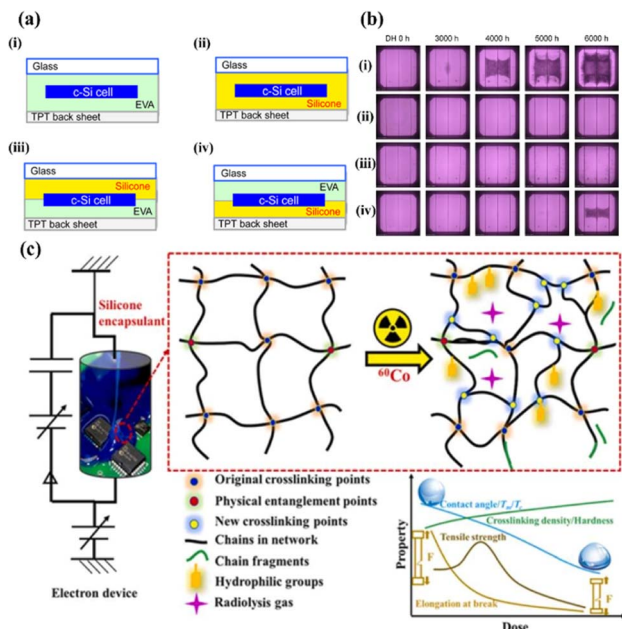 (a)
(i)
Glass
c-Si cell
EVA
TPT back sheet
(ii)
Glass
c-Si cell
Silicone
TPT back sheet
(iii)
Glass
Silicone
c-Si cell
EVA
TPT back sheet
(iv)
Glass
EVA
c-Si cell
Silicone
TPT back sheet
(b)
DH 0 h 3000 h 4000 h 5000 h 6000 h
(i)
(ii)
(iii)
(iv)
(c)
Silicone
encapsulant
Electron device
⁶⁰Co
Original crosslinking points
Physical entanglement points
New crosslinking points
Chains in network
Chain fragments
Hydrophilic groups
Radiolysis gas
Property
Contact angle/Tm/Tc
Crosslinking density/Hardness
Tensile strength
Elongation at break
F
F
Dose